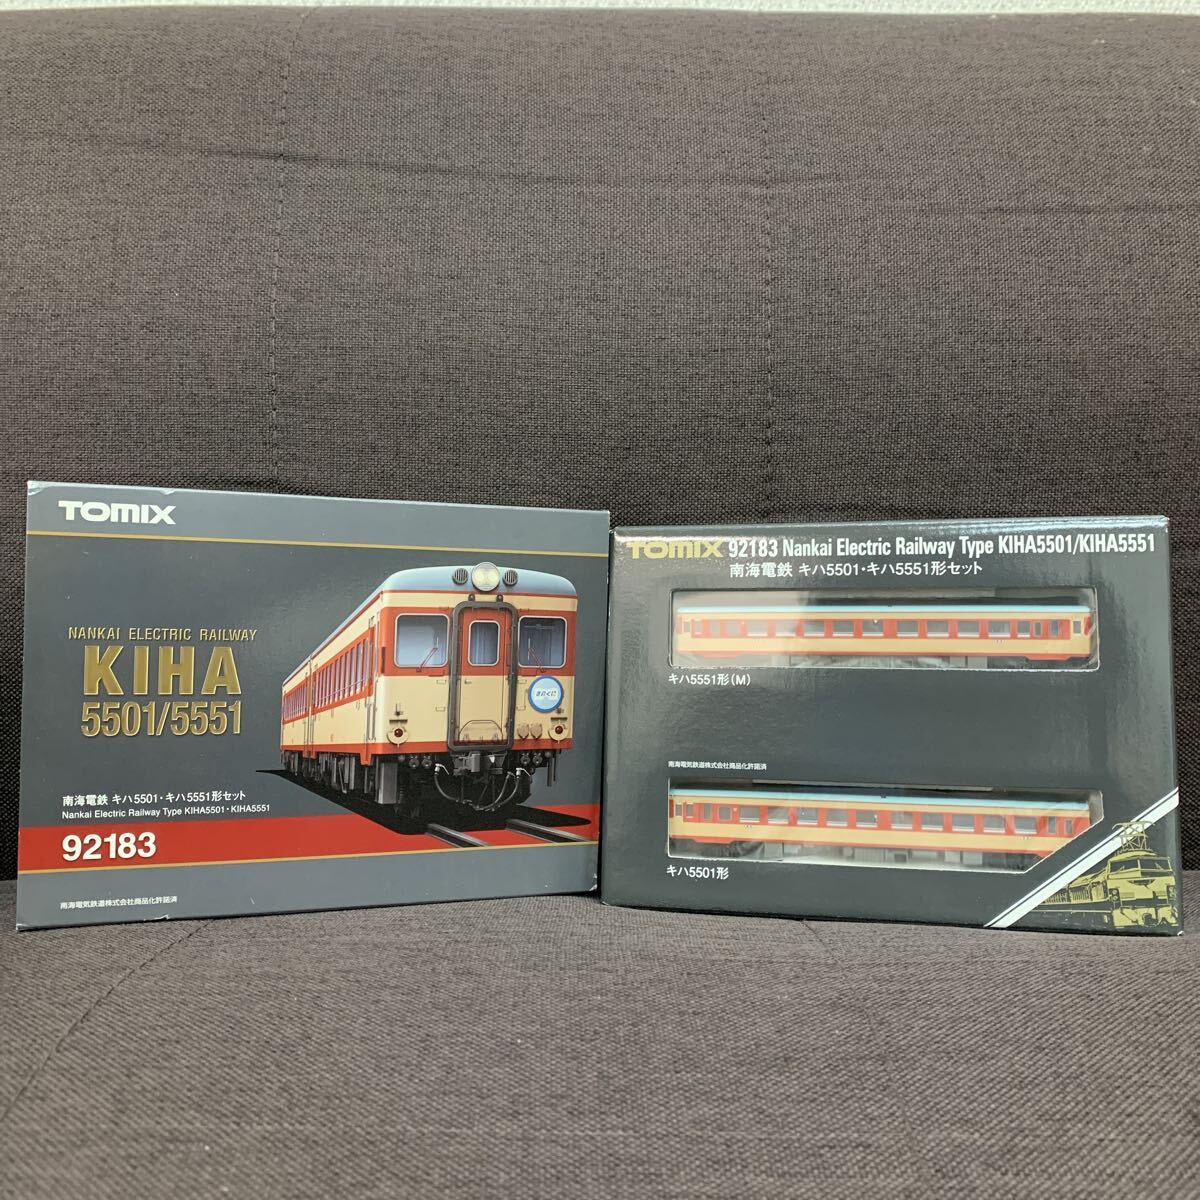 TOMIX
NANKAI ELECTRIC RAILWAY
KIHA
5501/5551
きのくに
南海電鉄 キハ5501・キハ5551形セット
Nankai Electric Railway Type KIHA5501・KIHA5551
92183
南海電気鉄道株式会社商品化許諾済
TOMIX 92183 Nankai Electric Railway Type KIHA5501/KIHA5551
南海電鉄 キハ5501・キハ5551形セット
キハ5551形(M)
南海電気鉄道株式会社商品化許諾済
キハ5501形